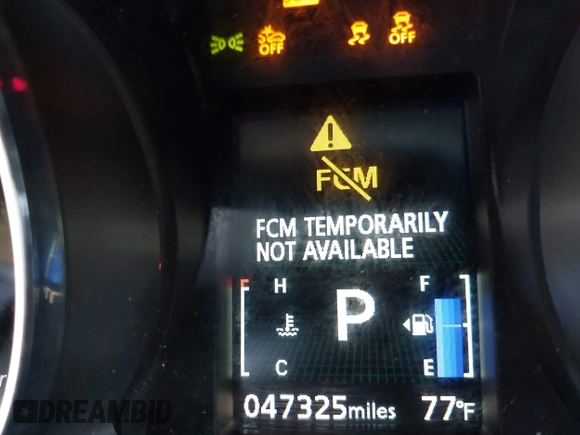 OFF
OFF
FCM
FCM TEMPORARILY
NOT AVAILABLE
H F
P
C E
047325miles 77°F
DREAMBID